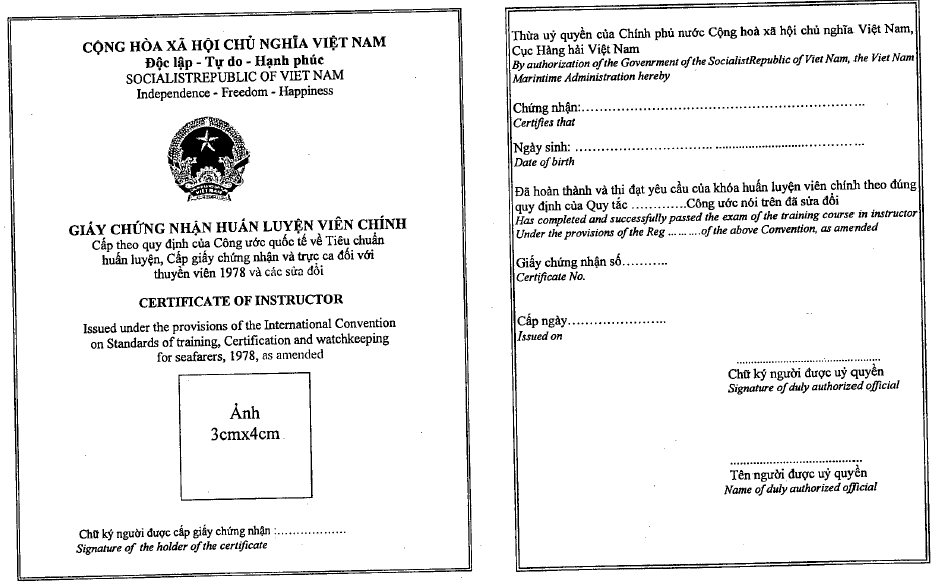 CỘNG HÒA XÃ HỘI CHỦ NGHĨA VIỆT NAM
Độc lập - Tự do - Hạnh phúc
SOCIALISTREPUBLIC OF VIET NAM
Independence - Freedom - Happiness
GIẤY CHỨNG NHẬN HUẤN LUYỆN VIÊN CHÍNH
Cấp theo quy định của Công ước quốc tế về Tiêu chuẩn
huấn luyện, Cấp giấy chứng nhận và trực ca đối với
thuyền viên 1978 và các sửa đổi
CERTIFICATE OF INSTRUCTOR
Issued under the provisions of the International Convention
on Standards of training, Certification and watchkeeping
for seafarers, 1978, as amended
Ảnh
3cmx4cm
Chữ ký người được cấp giấy chứng nhận :...................
Signature of the holder of the certificate
Thừa uỷ quyền của Chính phủ nước Cộng hoà xã hội chủ nghĩa Việt Nam,
Cục Hàng hải Việt Nam
By authorization of the Govenrment of the SocialistRepublic of Viet Nam, the Viet Nam
Marintime Administration hereby
Chứng nhận:………………………………………………
Certifies that
Ngày sinh: ………………………………………………
Date of birth
Đã hoàn thành và thi đạt yêu cầu của khóa huấn luyện viên chính theo đúng
quy định của Quy tắc …………Công ước nói trên đã sửa đổi
Has completed and successfully passed the exam of the training course in instructor
Under the provisions of the Reg ..........of the above Convention, as amended
Giấy chứng nhận số………..
Certificate No.
Cấp ngày…………………..
Issued on
............................................
Chữ ký người được uỷ quyền
Signature of duly authorized official
........................................
Tên người được uỷ quyền
Name of duly authorized official